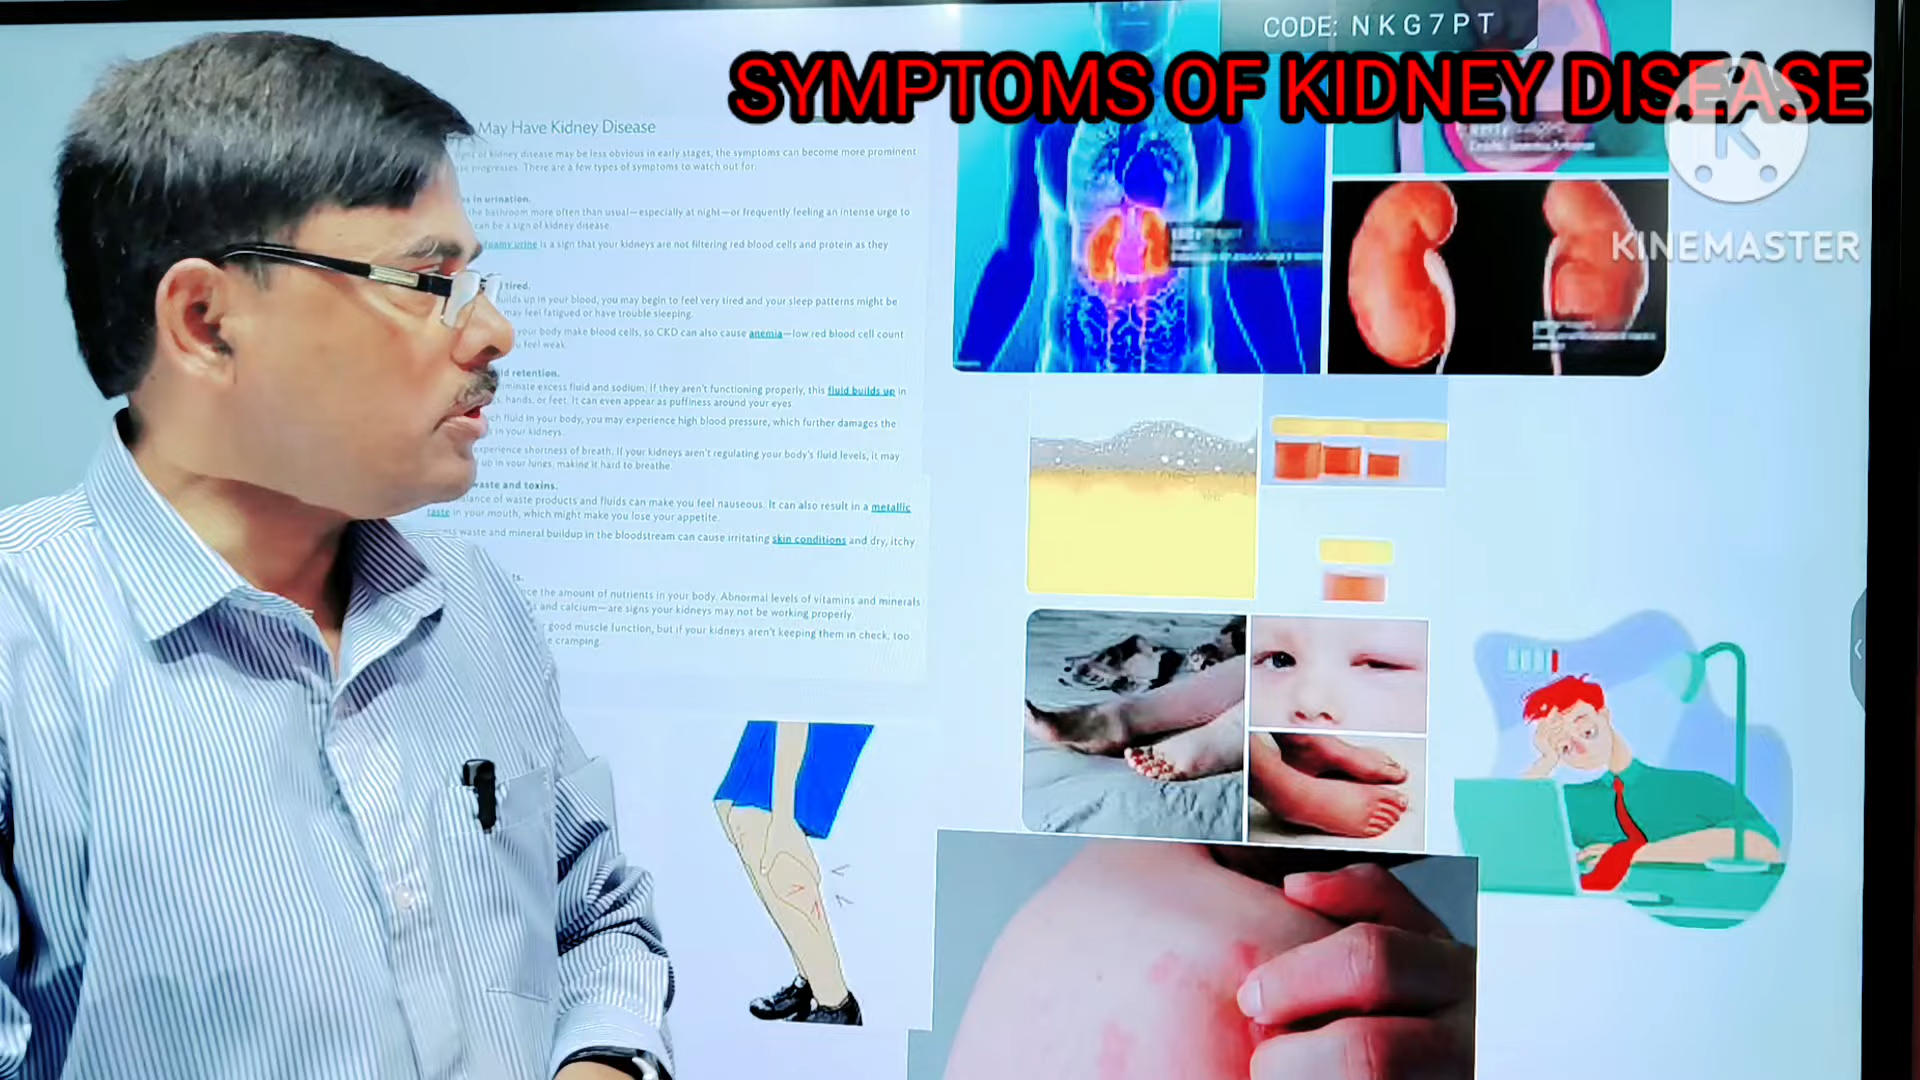 CODE: NKG7PT
SYMPTOMS OF KIDNEY DISEASE
KINEMASTER
May Have Kidney Disease
of kidney disease may be less obvious in early stages, the symptoms can become more prominent
progresses. There are a few types of symptoms to watch out for:
in urination.
the bathroom more often than usual—especially at night—or frequently feeling an intense urge to
can be a sign of kidney disease.
foamy urine is a sign that your kidneys are not filtering red blood cells and protein as they
tired.
builds up in your blood, you may begin to feel very tired and your sleep patterns might be
may feel fatigued or have trouble sleeping.
your body make blood cells, so CKD can also cause anemia—low red blood cell count
feel weak.
retention.
excess fluid and sodium. If they aren't functioning properly, this fluid builds up in
hands, or feet. It can even appear as puffiness around your eyes.
fluid in your body, you may experience high blood pressure, which further damages the
in your kidneys.
experience shortness of breath. If your kidneys aren't regulating your body's fluid levels, it may
up in your lungs, making it hard to breathe.
waste and toxins.
of waste products and fluids can make you feel nauseous. It can also result in a metallic
taste in your mouth, which might make you lose your appetite.
waste and mineral buildup in the bloodstream can cause irritating skin conditions and dry, itchy
the amount of nutrients in your body. Abnormal levels of vitamins and minerals
and calcium—are signs your kidneys may not be working properly.
good muscle function, but if your kidneys aren't keeping them in check, too
cramping.